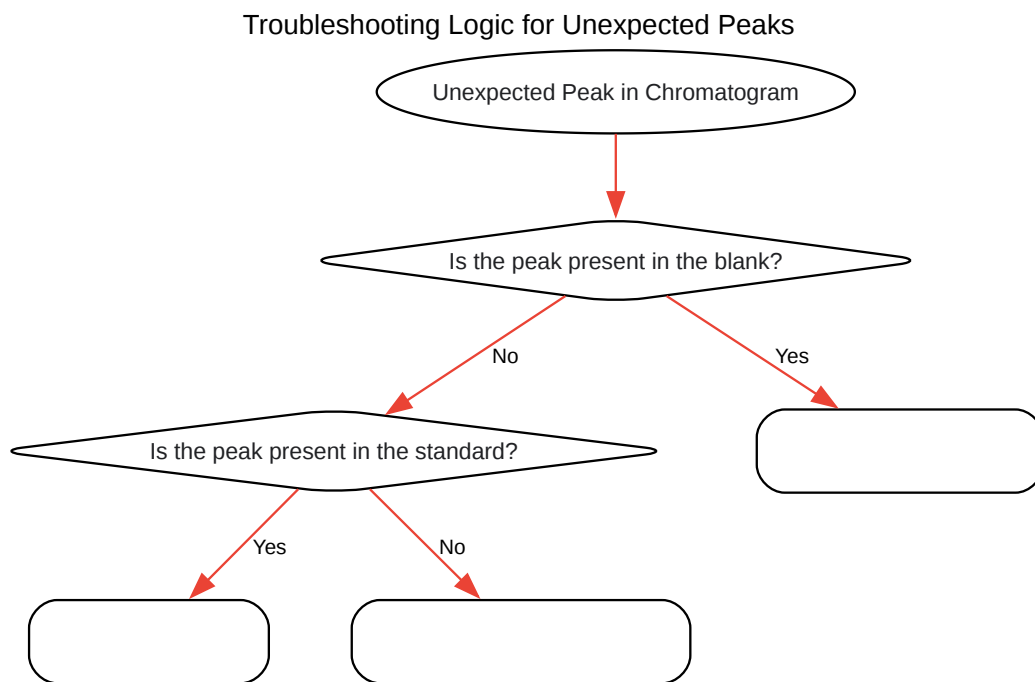 Troubleshooting Logic for Unexpected Peaks
Unexpected Peak in Chromatogram
Is the peak present in the blank?
No
Yes
Is the peak present in the standard?
Yes
No